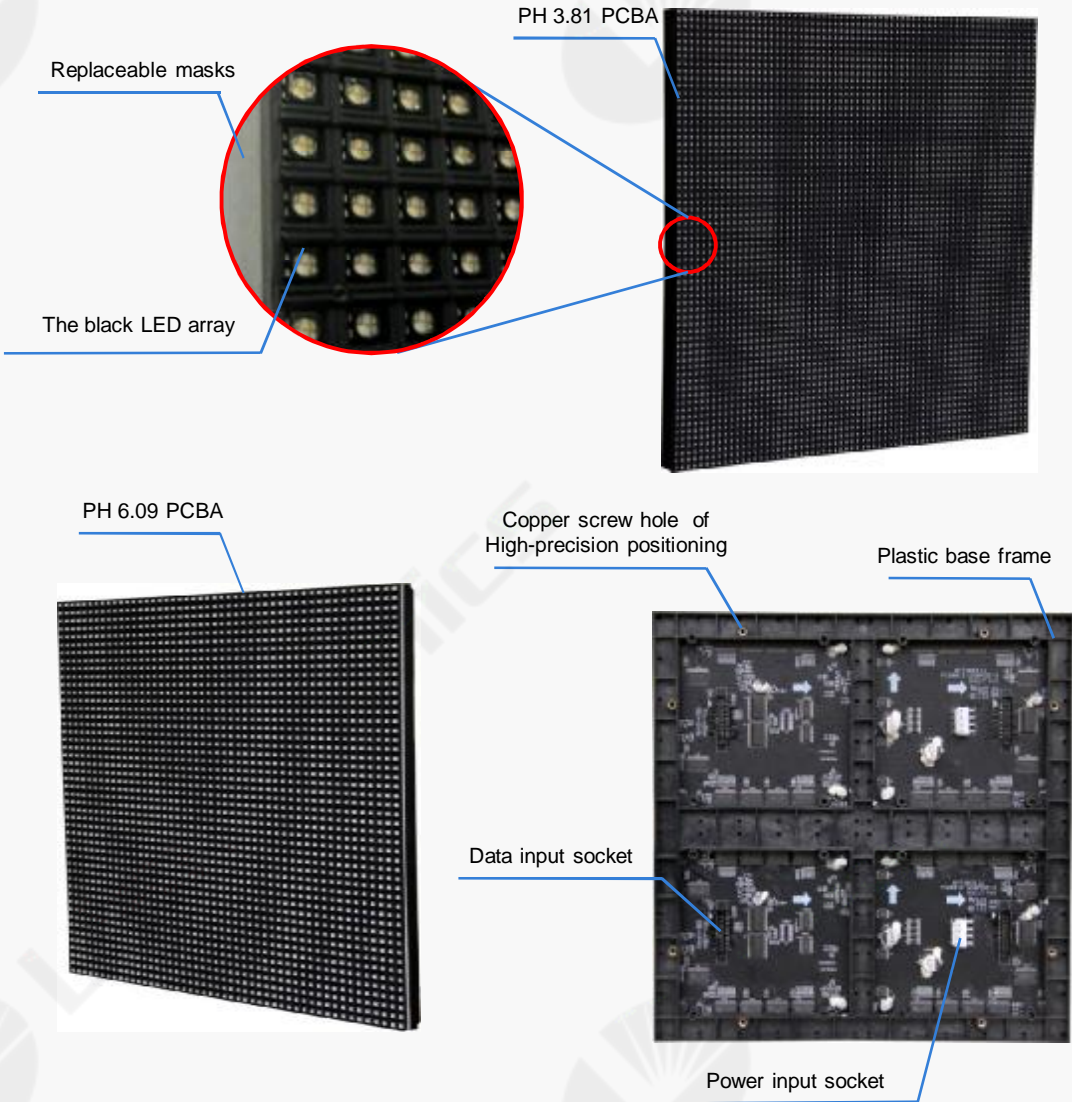 PH 3.81 PCBA
Replaceable masks
The black LED array
PH 6.09 PCBA
Copper screw hole of
High-precision positioning
Plastic base frame
Data input socket
Power input socket